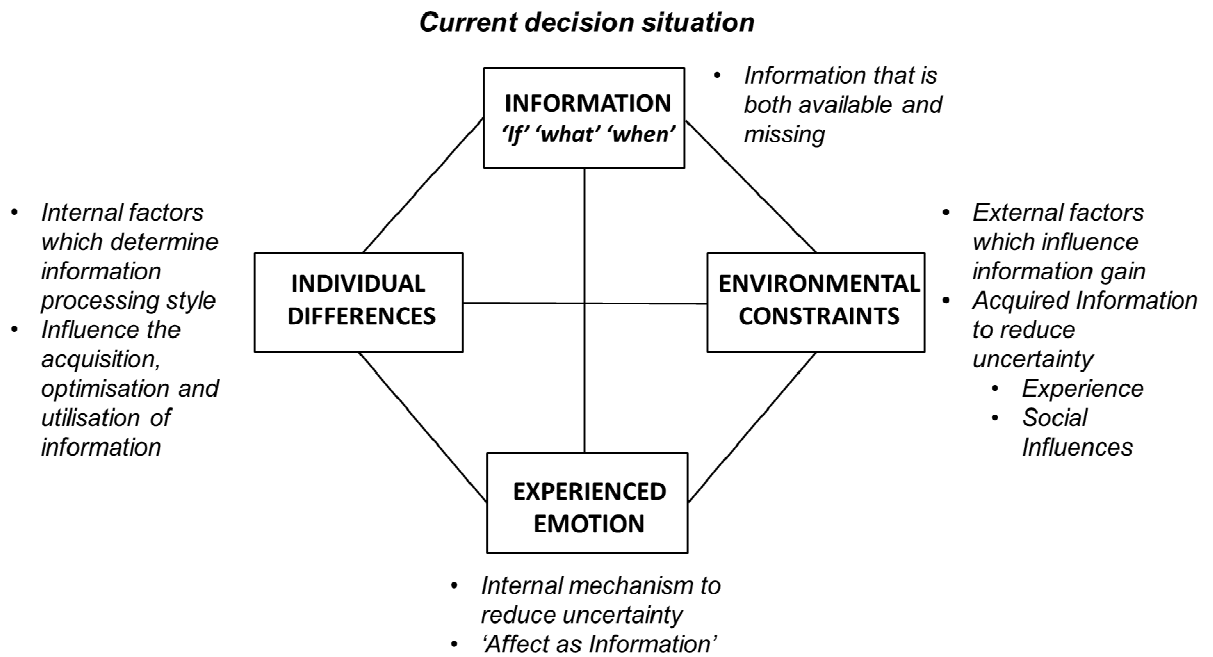 Current decision situation
INFORMATION
'If' 'what' 'when'
• Information that is
both available and
missing
• Internal factors
which determine
information
processing style
• Influence the
acquisition,
optimisation and
utilisation of
information
INDIVIDUAL
DIFFERENCES
ENVIRONMENTAL
CONSTRAINTS
• External factors
which influence
information gain
• Acquired Information
to reduce
uncertainty
• Experience
• Social
Influences
EXPERIENCED
EMOTION
• Internal mechanism to
reduce uncertainty
• 'Affect as Information'